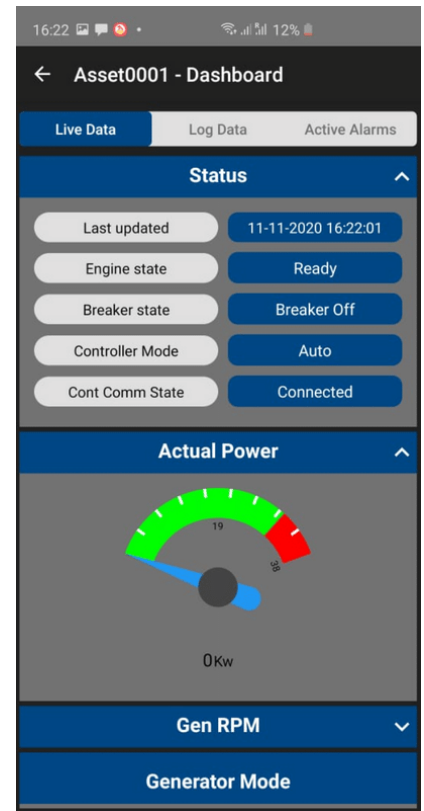 16:22 12%
Asset0001 - Dashboard
Live Data Log Data Active Alarms
Status
Last updated 11-11-2020 16:22:01
Engine state Ready
Breaker state Breaker Off
Controller Mode Auto
Cont Comm State Connected
Actual Power
19
38
0Kw
Gen RPM
Generator Mode